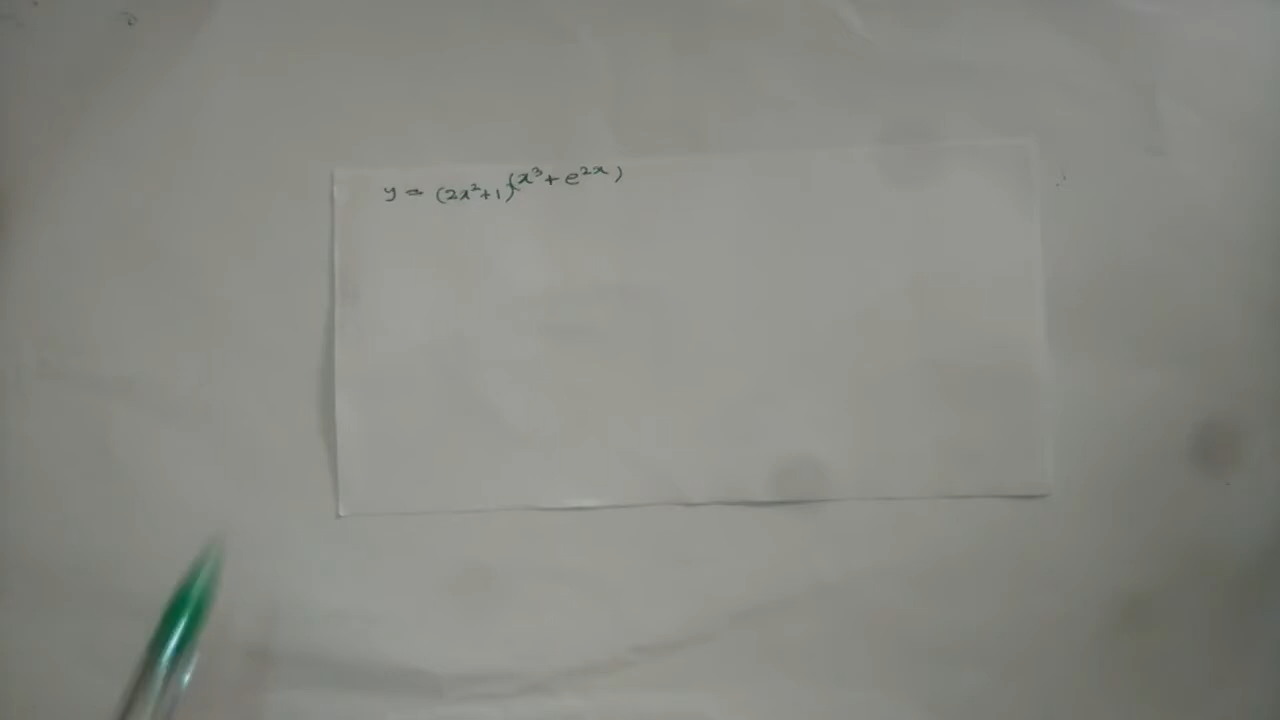 y = (2x²+1)^(x³+e^{2x})